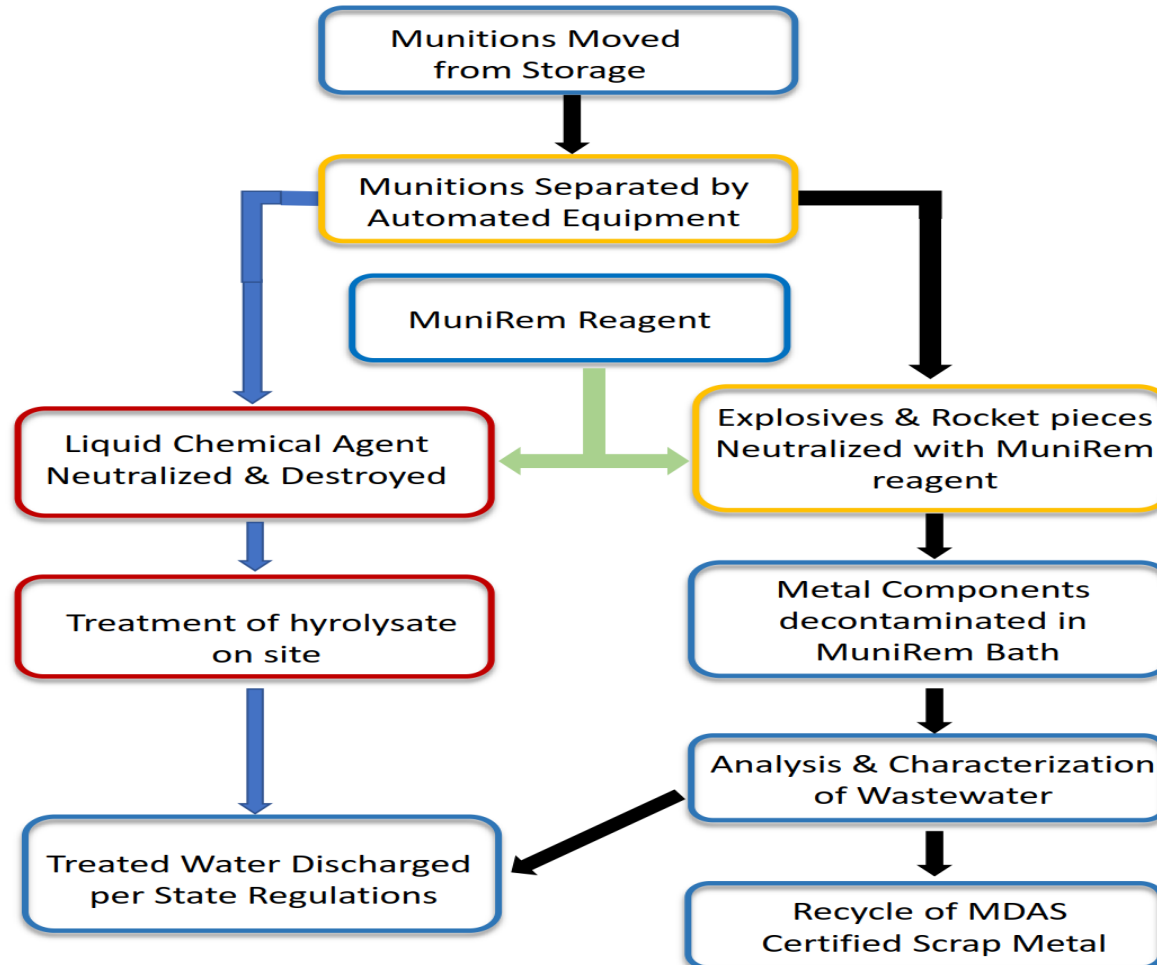 Munitions Moved
from Storage
Munitions Separated by
Automated Equipment
MuniRem Reagent
Liquid Chemical Agent
Neutralized & Destroyed
Explosives & Rocket pieces
Neutralized with MuniRem
reagent
Treatment of hyrolysate
on site
Metal Components
decontaminated in
MuniRem Bath
Analysis & Characterization
of Wastewater
Treated Water Discharged
per State Regulations
Recycle of MDAS
Certified Scrap Metal